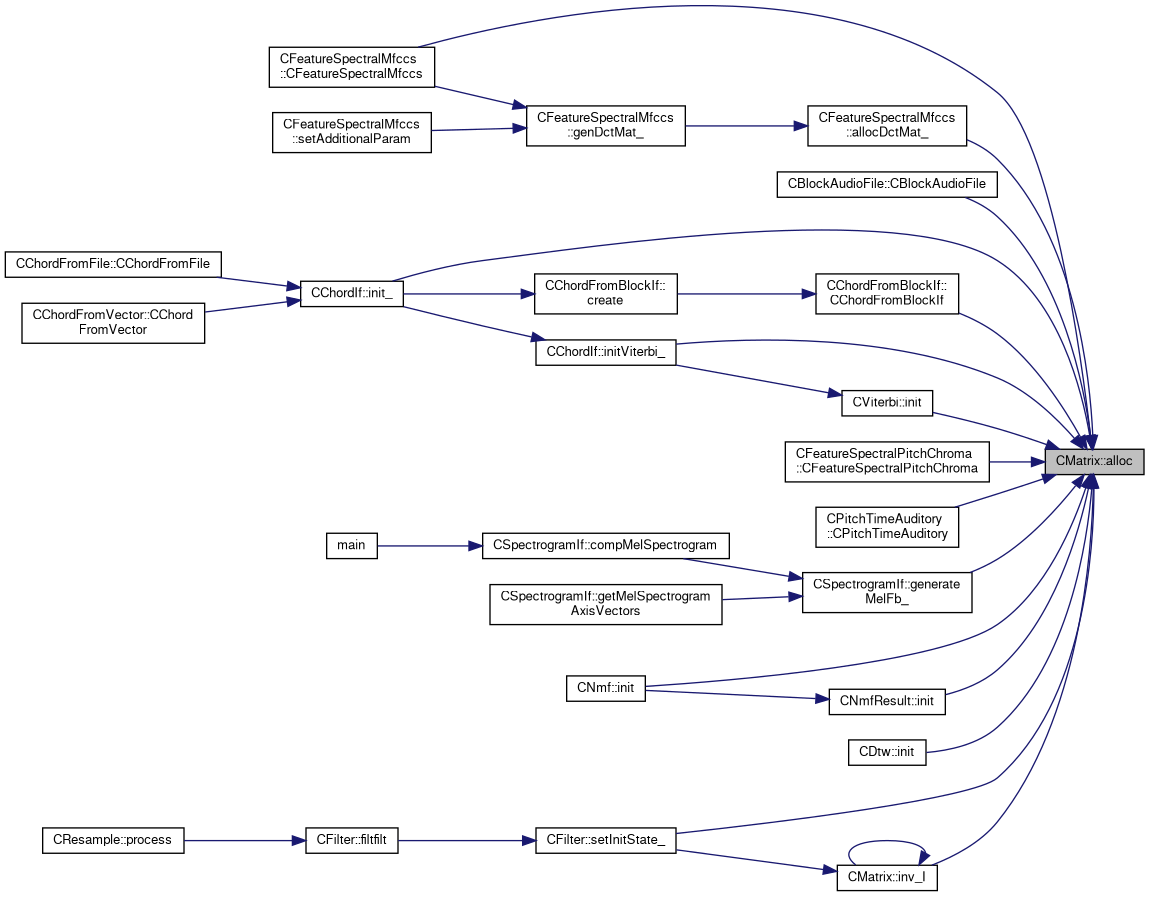 CFeatureSpectralMfccs
::CFeatureSpectralMfccs
CFeatureSpectralMfccs
::setAdditionalParam
CFeatureSpectralMfccs
::genDctMat_
CFeatureSpectralMfccs
::allocDctMat_
CBlockAudioFile::CBlockAudioFile
CChordFromFile::CChordFromFile
CChordFromVector::CChord
FromVector
CChordIf::init_
CChordFromBlockIf::
create
CChordFromBlockIf::
CChordFromBlockIf
CChordIf::initViterbi_
CViterbi::init
CFeatureSpectralPitchChroma
::CFeatureSpectralPitchChroma
CMatrix::alloc
CPitchTimeAuditory
::CPitchTimeAuditory
main
CSpectrogramIf::compMelSpectrogram
CSpectrogramIf::getMelSpectrogram
AxisVectors
CSpectrogramIf::generate
MelFb_
CNmf::init
CNmfResult::init
CDtw::init
CResample::process
CFilter::filtfilt
CFilter::setInitState_
CMatrix::inv_I